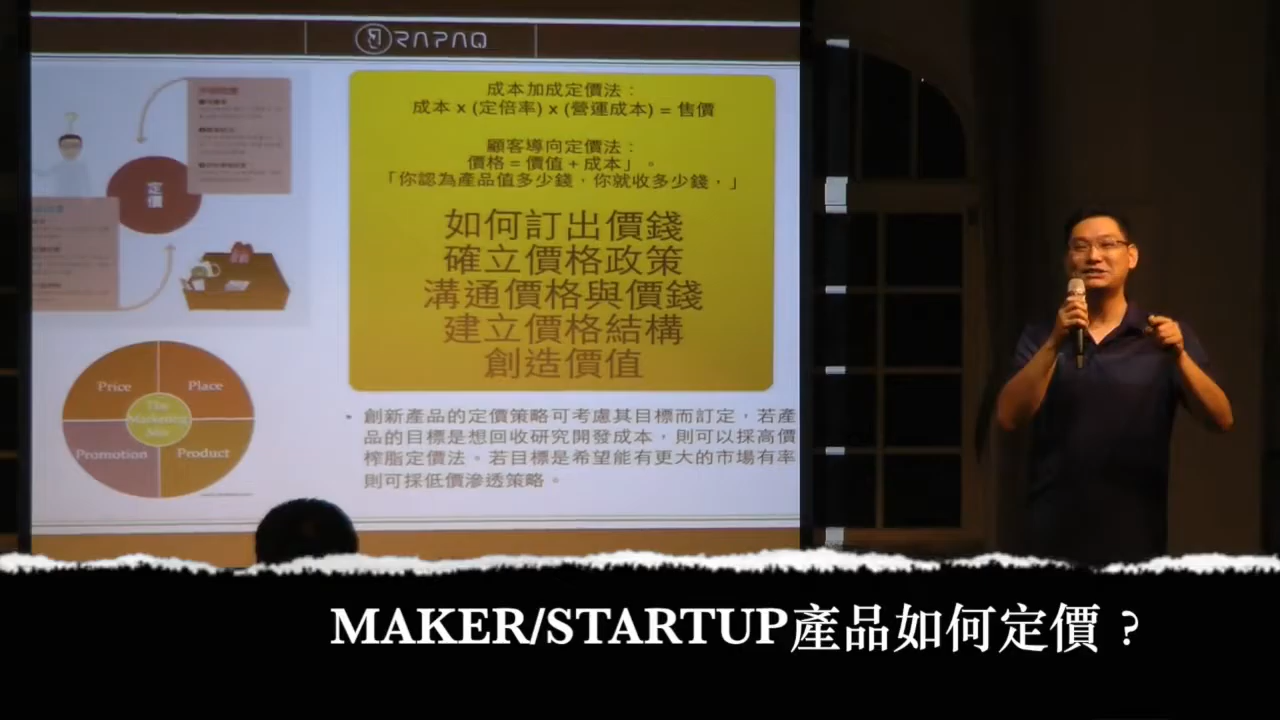 RAPAQ
定價
Price
Place
The Marketing Mix
Promotion
Product
成本加成定價法：
成本 x (定倍率) x (營運成本) = 售價
顧客導向定價法：
價格 = 價值 + 成本」。
「你認為產品值多少錢，你就收多少錢，」
如何訂出價錢
確立價格政策
溝通價格與價錢
建立價格結構
創造價值
• 創新產品的定價策略可考慮其目標而訂定，若產
品的目標是想回收研究開發成本，則可以採高價
榨脂定價法。若目標是希望能有更大的市場有率
則可採低價滲透策略。
MAKER/STARTUP產品如何定價？